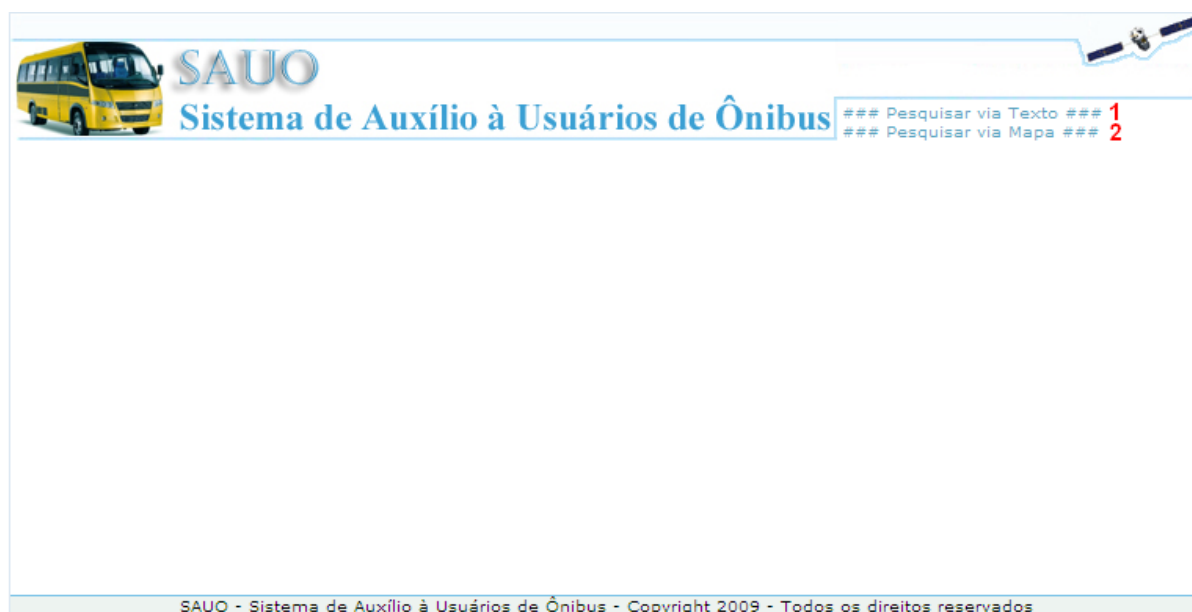 SAUO
Sistema de Auxílio à Usuários de Ônibus
### Pesquisar via Texto ### 1
### Pesquisar via Mapa ### 2
SAUO - Sistema de Auxílio à Usuários de Ônibus - Copyright 2009 - Todos os direitos reservados